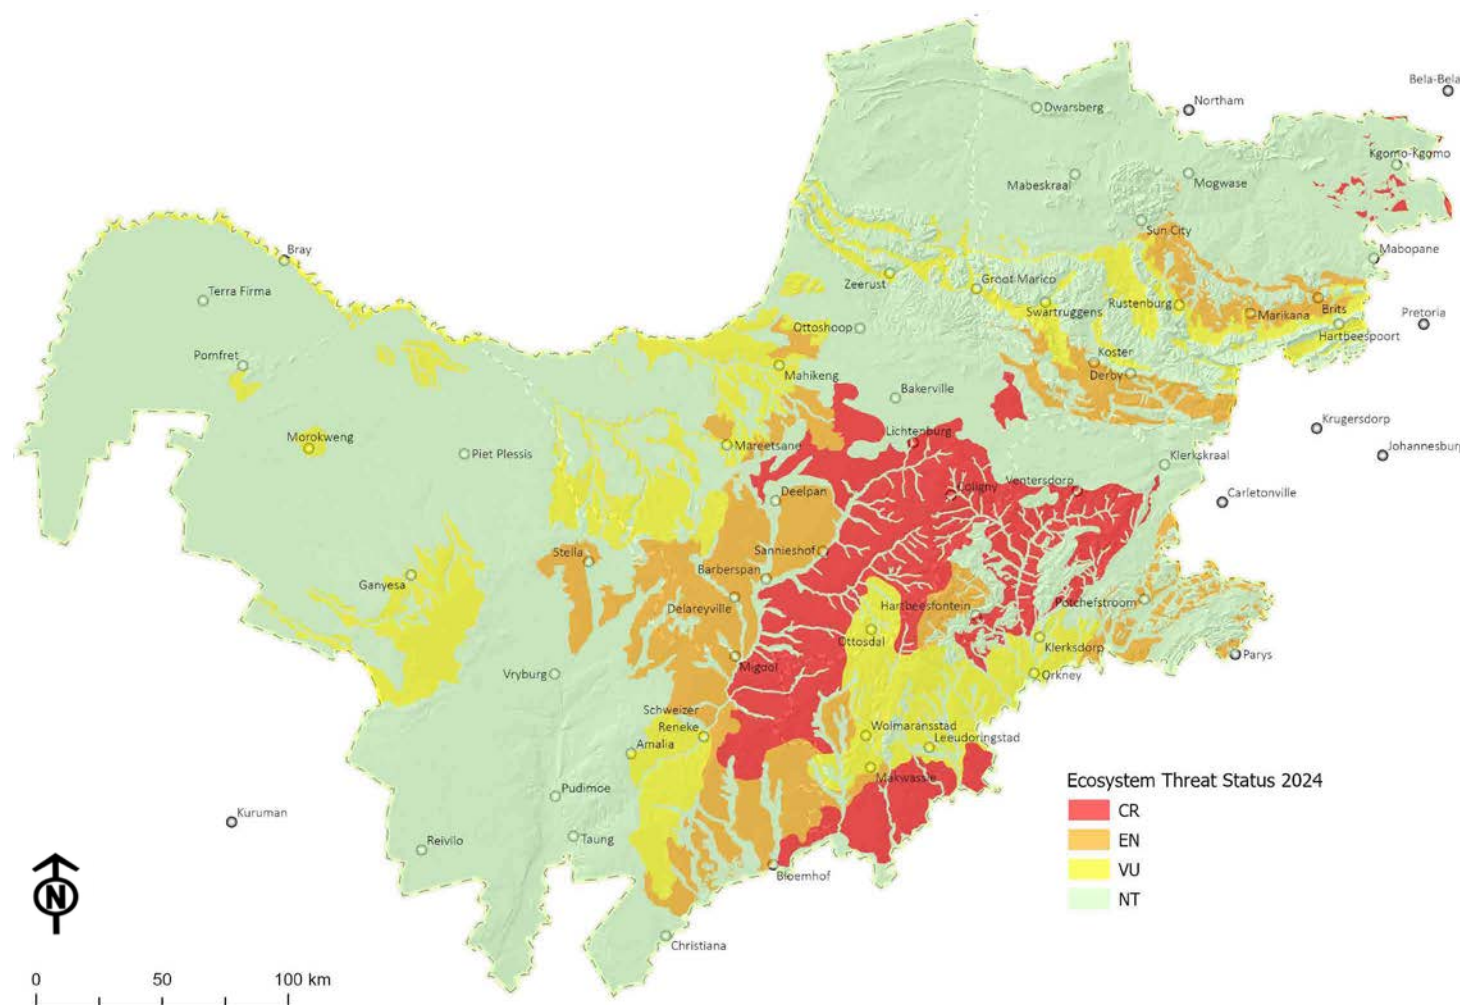 Bela-Bela
Northam
Dwarsberg
Kgomo-Kgomo
Mabeskraal
Mogwase
Sun City
Mabopane
Bray
Zeerust
Groot Marico
Terra Firma
Swartruggens
Rustenburg
Marikana
Brits
Pretoria
Ottoshoop
Hartbeespoort
Pomfret
Mahikeng
Koster
Derby
Bakerville
Krugersdorp
Morokweng
Mareetsane
Lichtenburg
Johannesburg
Piet Plessis
Klerkskraal
Deelpan
Coligny
Ventersdorp
Carletonville
Stella
Sannieshof
Ganyesa
Barberspan
Delareyville
Hartbeesfontein
Potchefstroom
Ottosdal
Klerksdorp
Migdol
Parys
Vryburg
Orkney
Schweizer
Reneke
Wolmaransstad
Leeudoringstad
Amalia
Makwassie
Pudimoe
Kuruman
Reivilo
Taung
Bloemhof
Christiana
Ecosystem Threat Status 2024
CR
EN
VU
NT
N
0 50 100 km